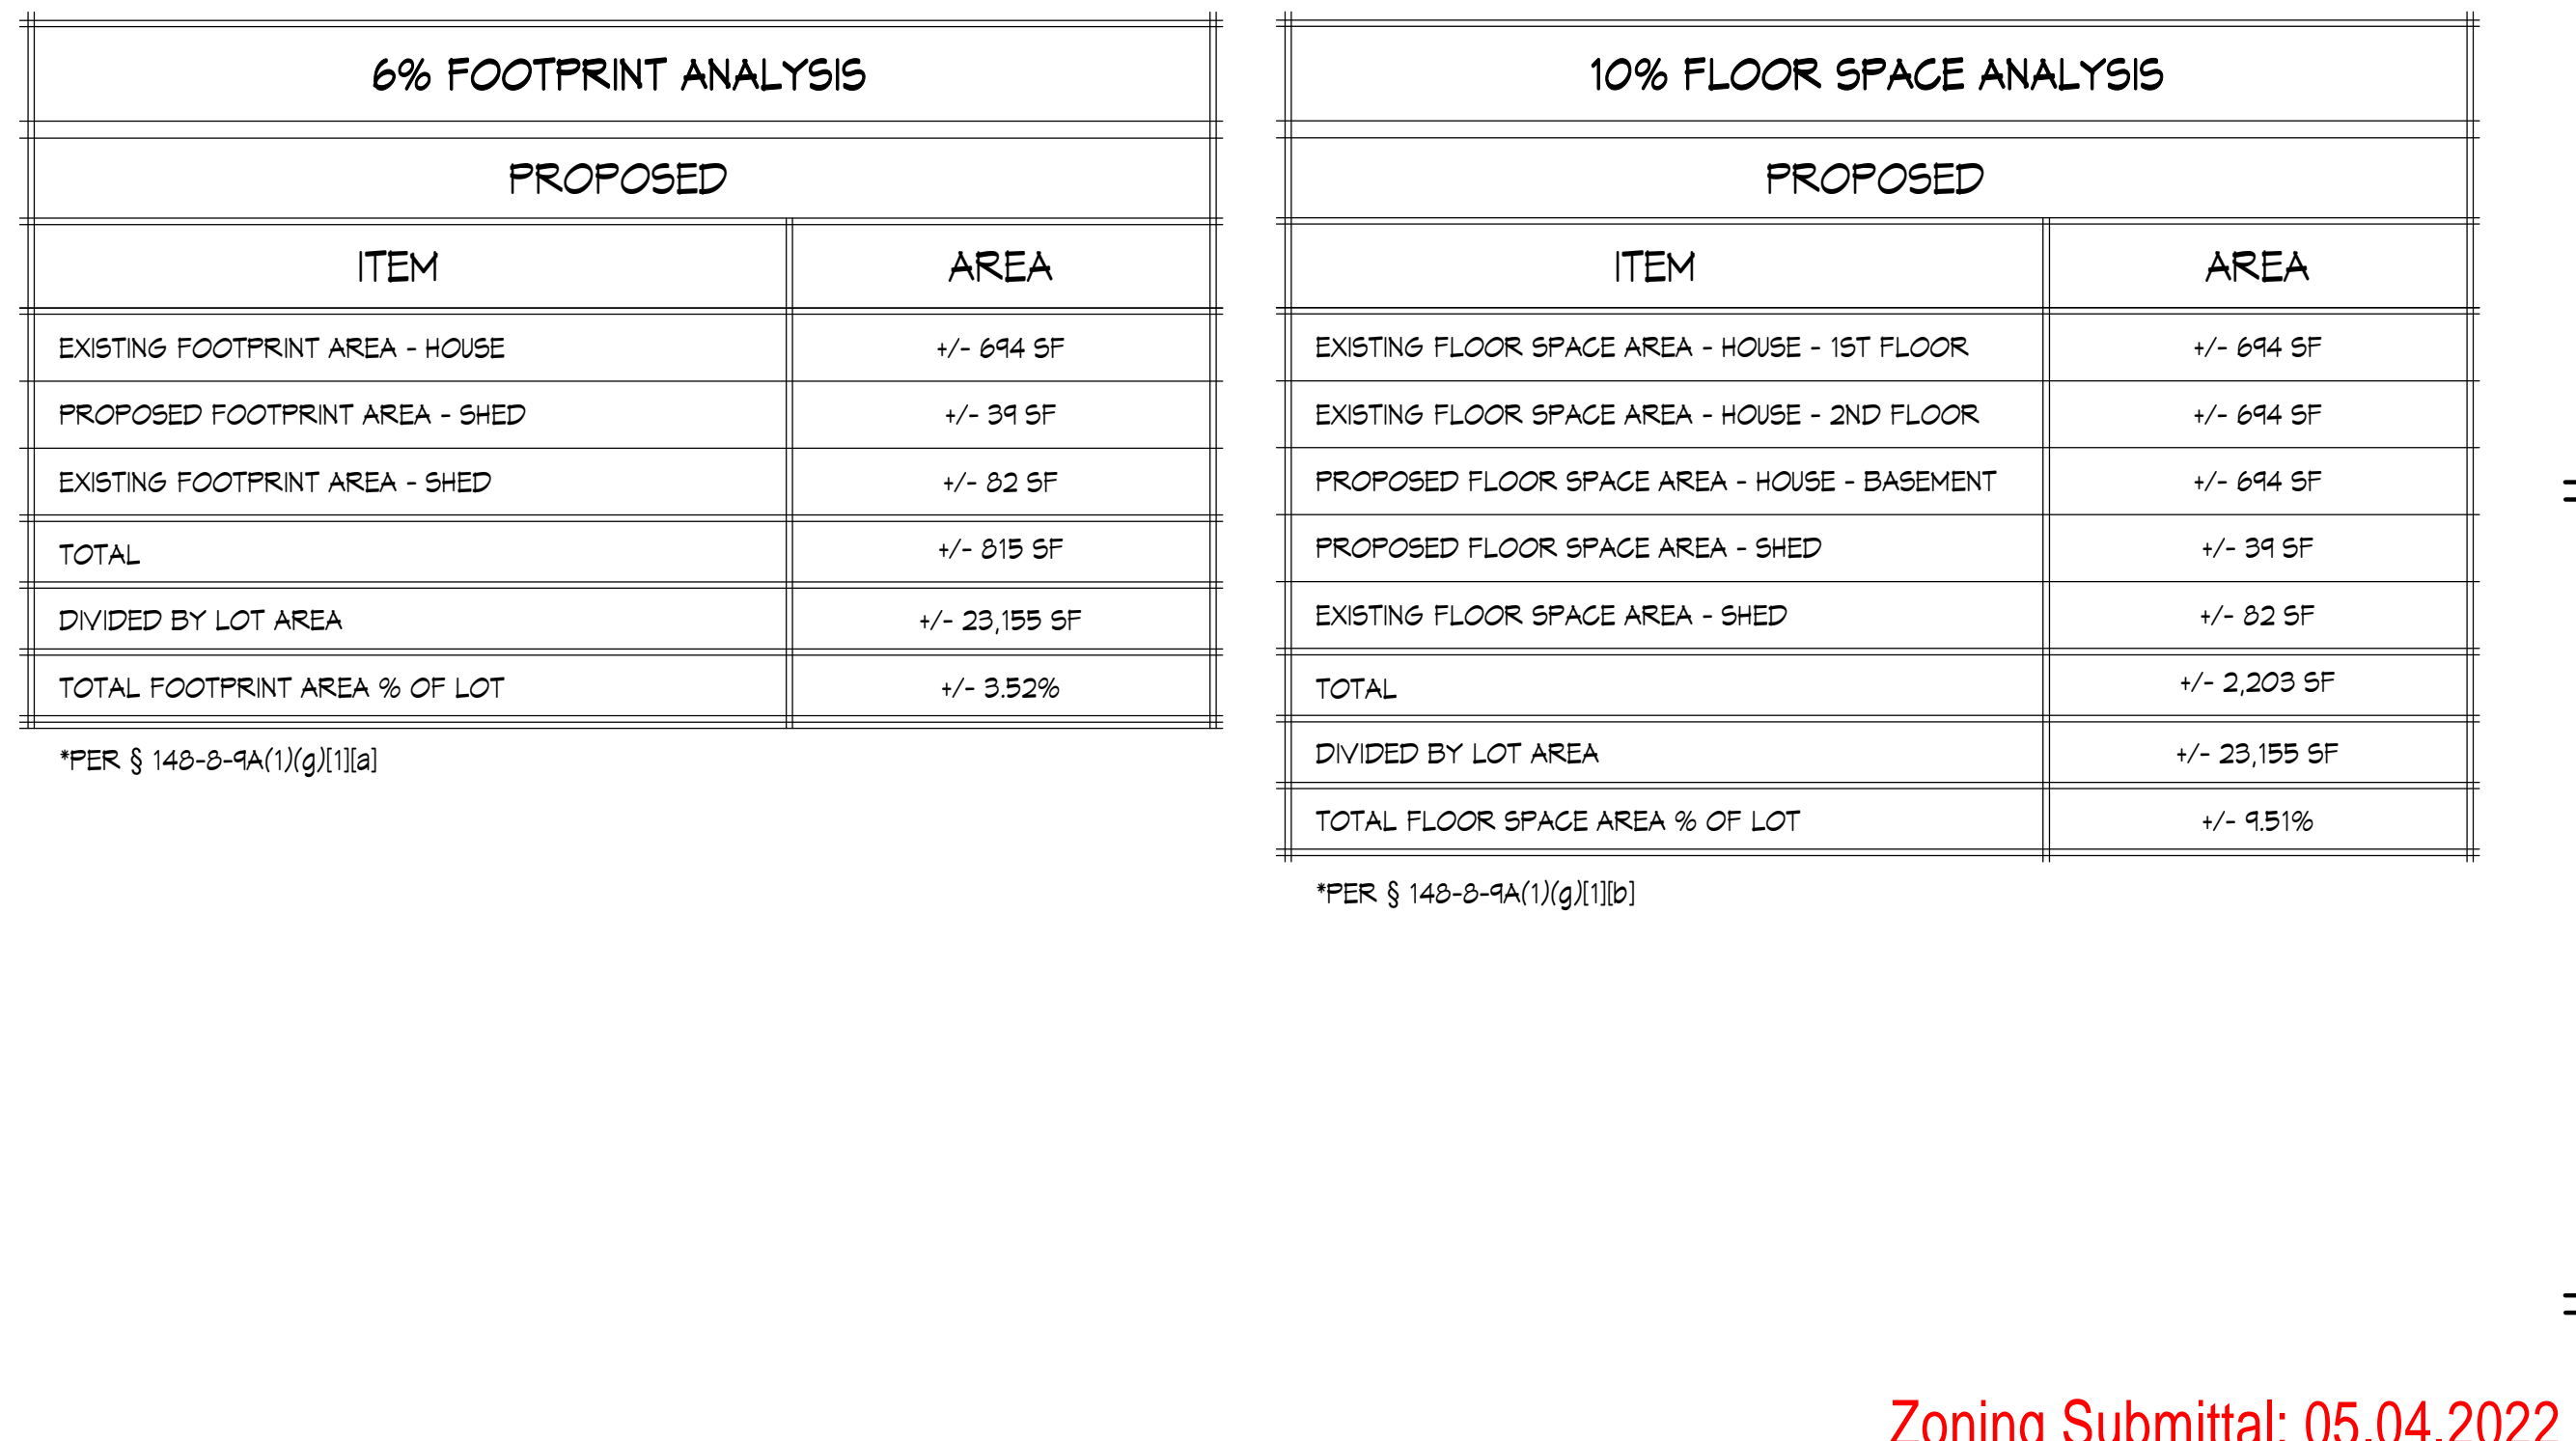 6% FOOTPRINT ANALYSIS
PROPOSED
ITEM AREA
EXISTING FOOTPRINT AREA - HOUSE +/- 694 SF
PROPOSED FOOTPRINT AREA - SHED +/- 39 SF
EXISTING FOOTPRINT AREA - SHED +/- 82 SF
TOTAL +/- 815 SF
DIVIDED BY LOT AREA +/- 23,155 SF
TOTAL FOOTPRINT AREA % OF LOT +/- 3.52%
*PER § 148-8-9A(1)(g)[1][a]
10% FLOOR SPACE ANALYSIS
PROPOSED
ITEM AREA
EXISTING FLOOR SPACE AREA - HOUSE - 1ST FLOOR +/- 694 SF
EXISTING FLOOR SPACE AREA - HOUSE - 2ND FLOOR +/- 694 SF
PROPOSED FLOOR SPACE AREA - HOUSE - BASEMENT +/- 694 SF
PROPOSED FLOOR SPACE AREA - SHED +/- 39 SF
EXISTING FLOOR SPACE AREA - SHED +/- 82 SF
TOTAL +/- 2,203 SF
DIVIDED BY LOT AREA +/- 23,155 SF
TOTAL FLOOR SPACE AREA % OF LOT +/- 9.51%
*PER § 148-8-9A(1)(g)[1][b]
Zoning Submittal: 05.04.2022